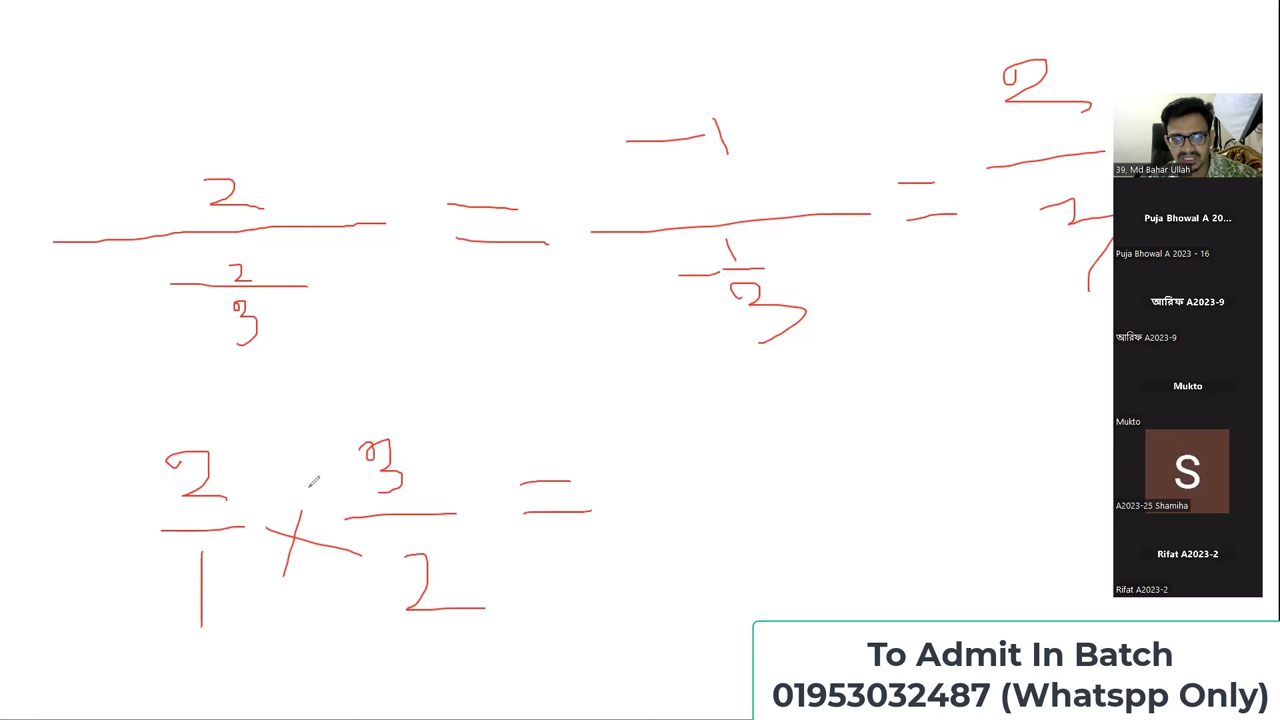 2 / (2/3) = -1 / (-1/3) = 2
2/1 × 3/2 =
39, Md Bahar Ullah
Puja Bhowal A 20...
Puja Bhowal A 2023 - 16
আরিফ A2023-9
আরিফ A2023-9
Mukto
Mukto
S
A2023-25 Shamiha
Rifat A2023-2
Rifat A2023-2
To Admit In Batch
01953032487 (Whatspp Only)